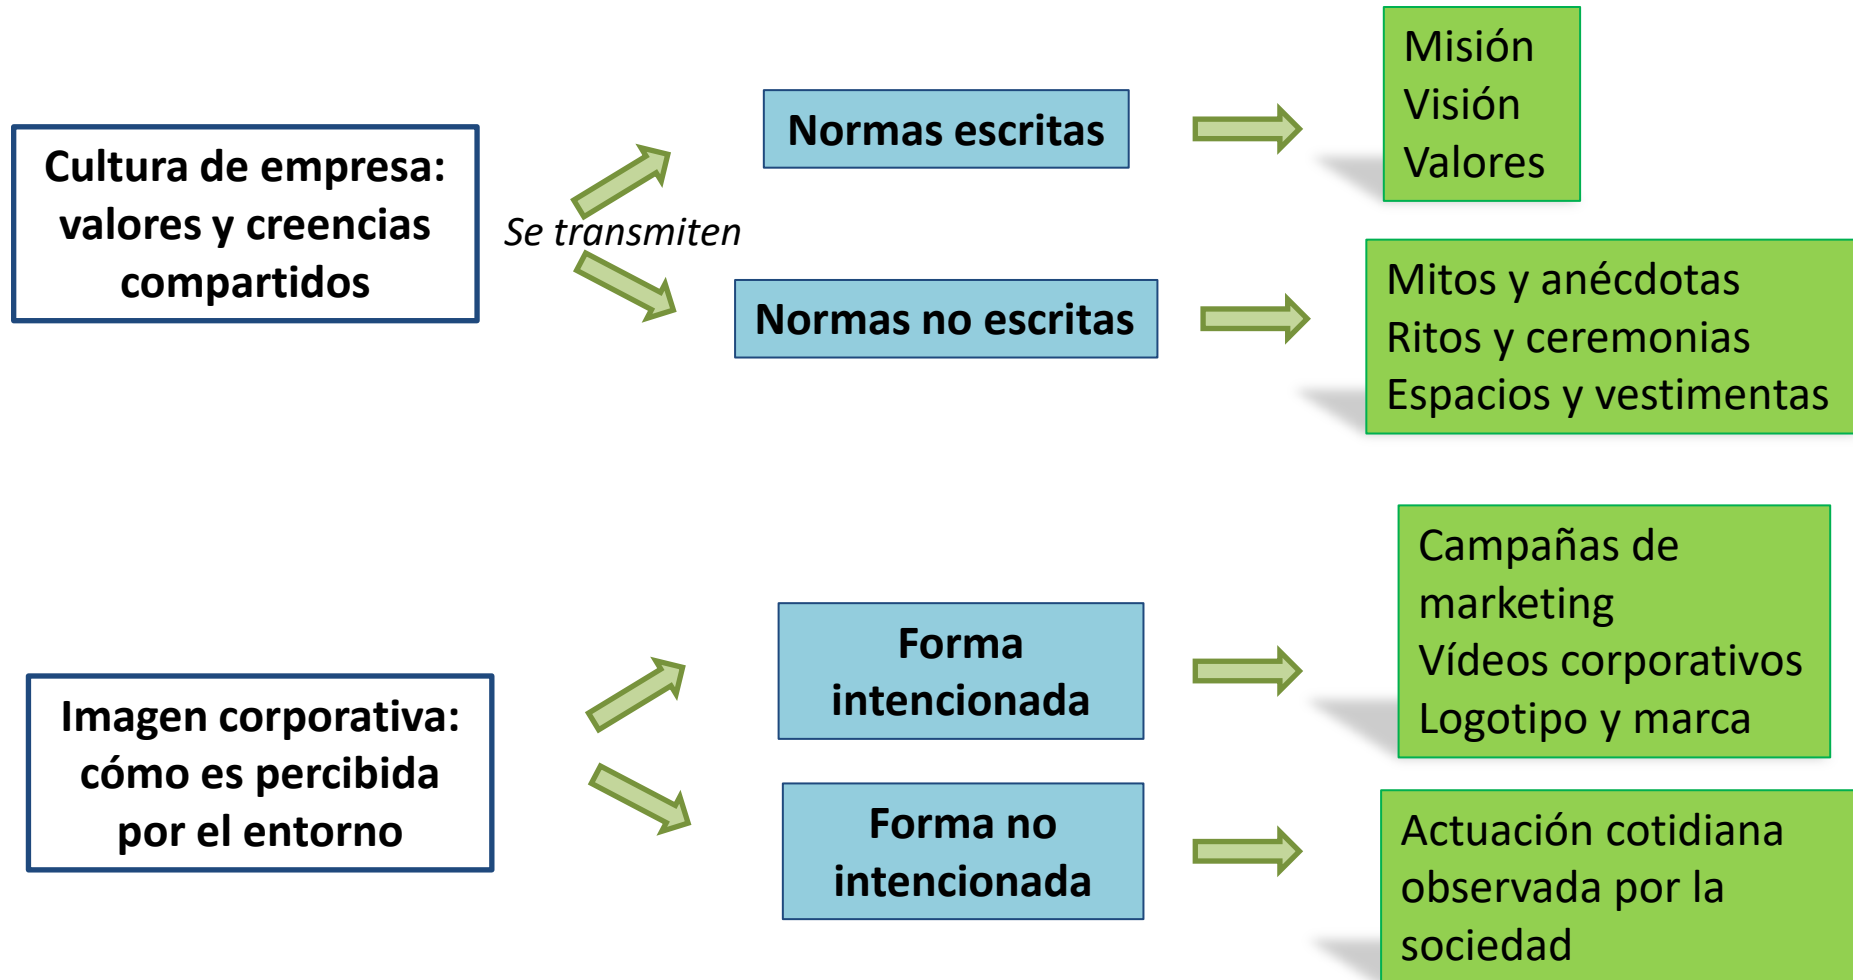 Cultura de empresa:
valores y creencias
compartidos
Se transmiten
Normas escritas
Misión
Visión
Valores
Normas no escritas
Mitos y anécdotas
Ritos y ceremonias
Espacios y vestimentas
Imagen corporativa:
cómo es percibida
por el entorno
Forma
intencionada
Campañas de
marketing
Vídeos corporativos
Logotipo y marca
Forma no
intencionada
Actuación cotidiana
observada por la
sociedad